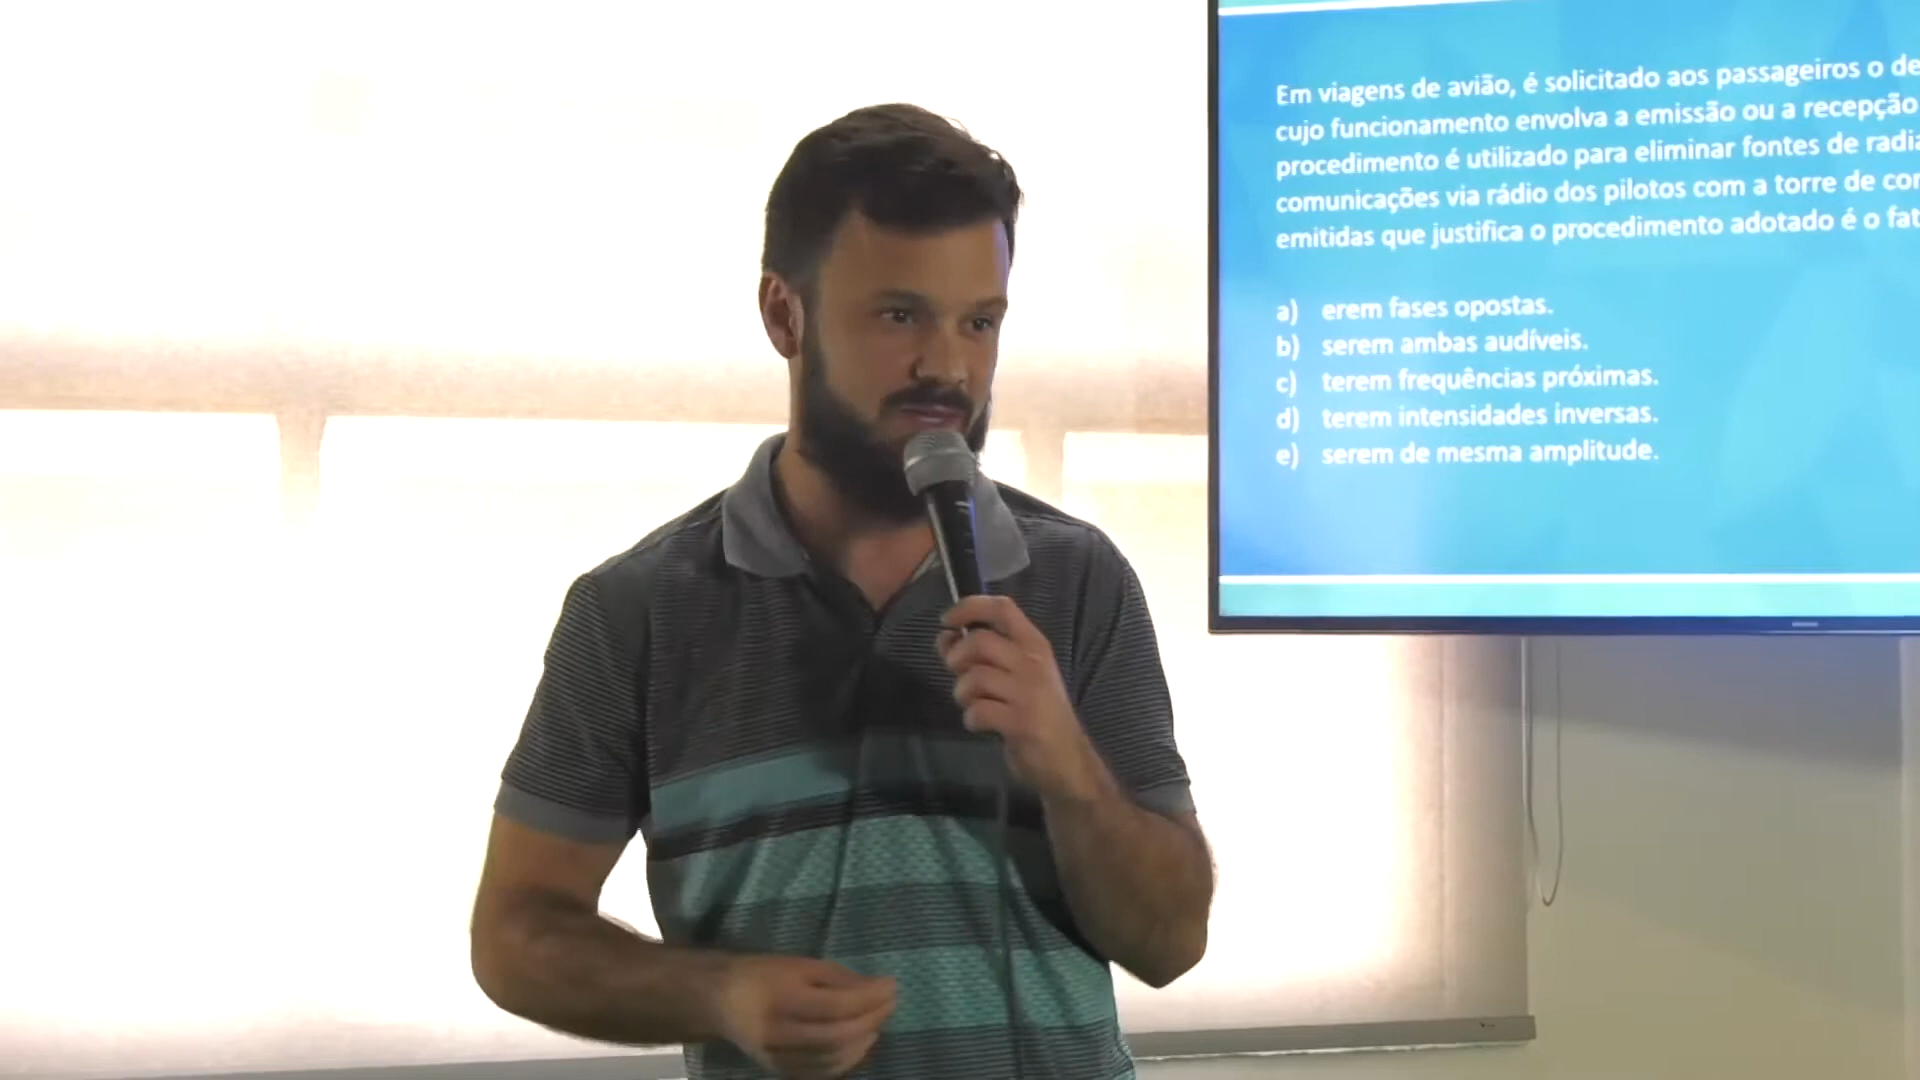 Em viagens de avião, é solicitado aos passageiros o de
cujo funcionamento envolva a emissão ou a recepção
procedimento é utilizado para eliminar fontes de radia
comunicações via rádio dos pilotos com a torre de con
emitidas que justifica o procedimento adotado é o fat
a) erem fases opostas.
b) serem ambas audíveis.
c) terem frequências próximas.
d) terem intensidades inversas.
e) serem de mesma amplitude.